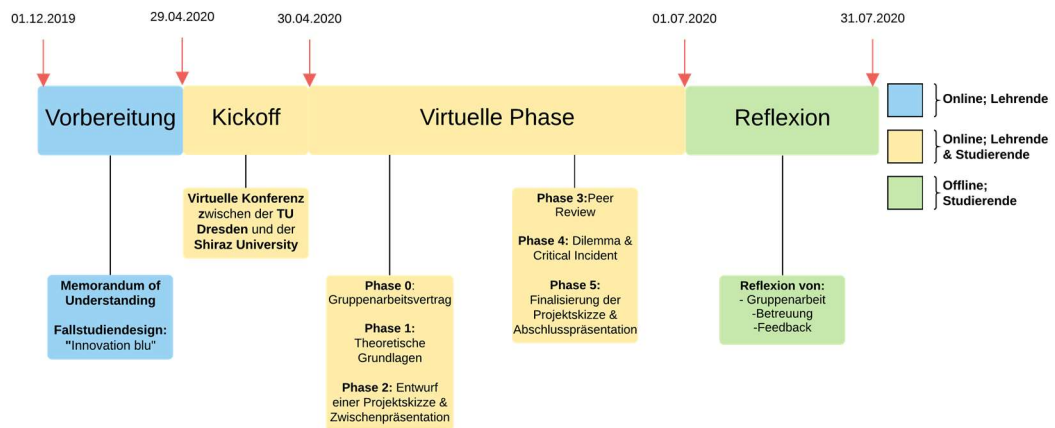 01.12.2019
29.04.2020
30.04.2020
01.07.2020
31.07.2020
Vorbereitung
Kickoff
Virtuelle Phase
Reflexion
Online; Lehrende
Online; Lehrende
& Studierende
Offline;
Studierende
Virtuelle Konferenz
zwischen der TU
Dresden und der
Shiraz University
Memorandum of
Understanding
Fallstudiendesign:
"Innovation blu"
Phase 0:
Gruppenarbeitsvertrag
Phase 1:
Theoretische
Grundlagen
Phase 2: Entwurf
einer Projektskizze &
Zwischenpräsentation
Phase 3:Peer
Review
Phase 4: Dilemma &
Critical Incident
Phase 5:
Finalisierung der
Projektskizze &
Abschlusspräsentation
Reflexion von:
- Gruppenarbeit
-Betreuung
-Feedback